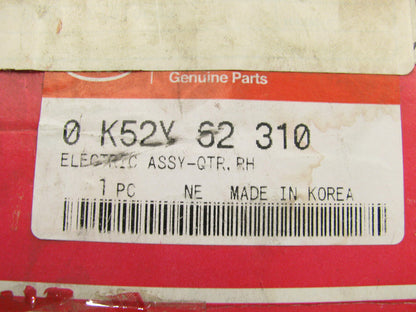 Genuine Parts
0 K52Y 62 310
ELECTRIC ASSY-QTR, RH
1 PC NE MADE IN KOREA